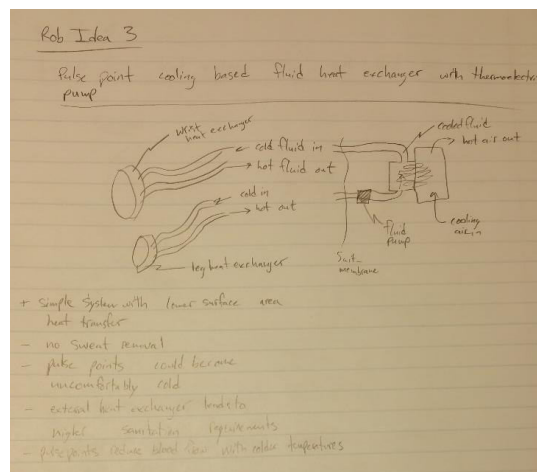 Rob Idea 3
Pulse point cooling based fluid heat exchanger with thermoelectric
pump
wrist
heat exchanger
cold fluid in
hot fluid out
cold in
hot out
leg heat exchanger
cooled fluid
hot air out
fluid
pump
cooling
air in
Suit
membrane
+ simple system with lower surface area
heat transfer
- no sweat removal
- pulse points could become
uncomfortably cold
- external heat exchanger leads to
higher requirements
- pulse points reduce blood flow with colder temperatures